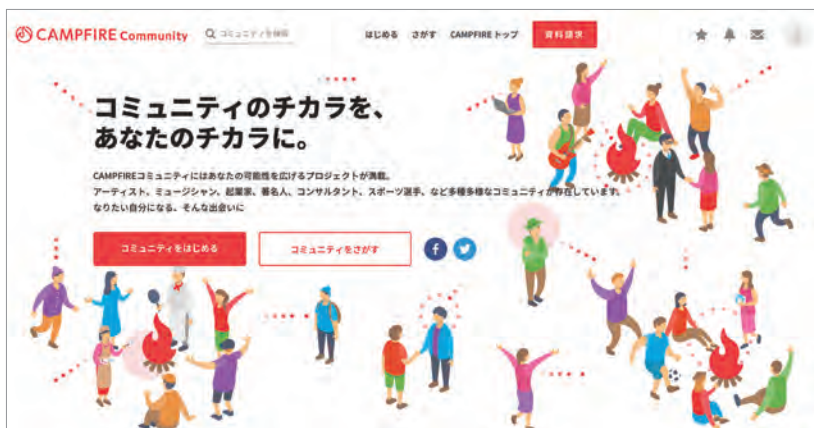 CAMPFIRE Community
コミュニティを検索
はじめる さがす CAMPFIRE トップ 資料請求
コミュニティのチカラを、
あなたのチカラに。
CAMPFIREコミュニティにはあなたの可能性を広げるプロジェクトが満載。
アーティスト、ミュージシャン、起業家、著名人、コンサルタント、スポーツ選手、など多種多様なコミュニティが存在しています。
なりたい自分になる、そんな出会いに
コミュニティをはじめる コミュニティをさがす